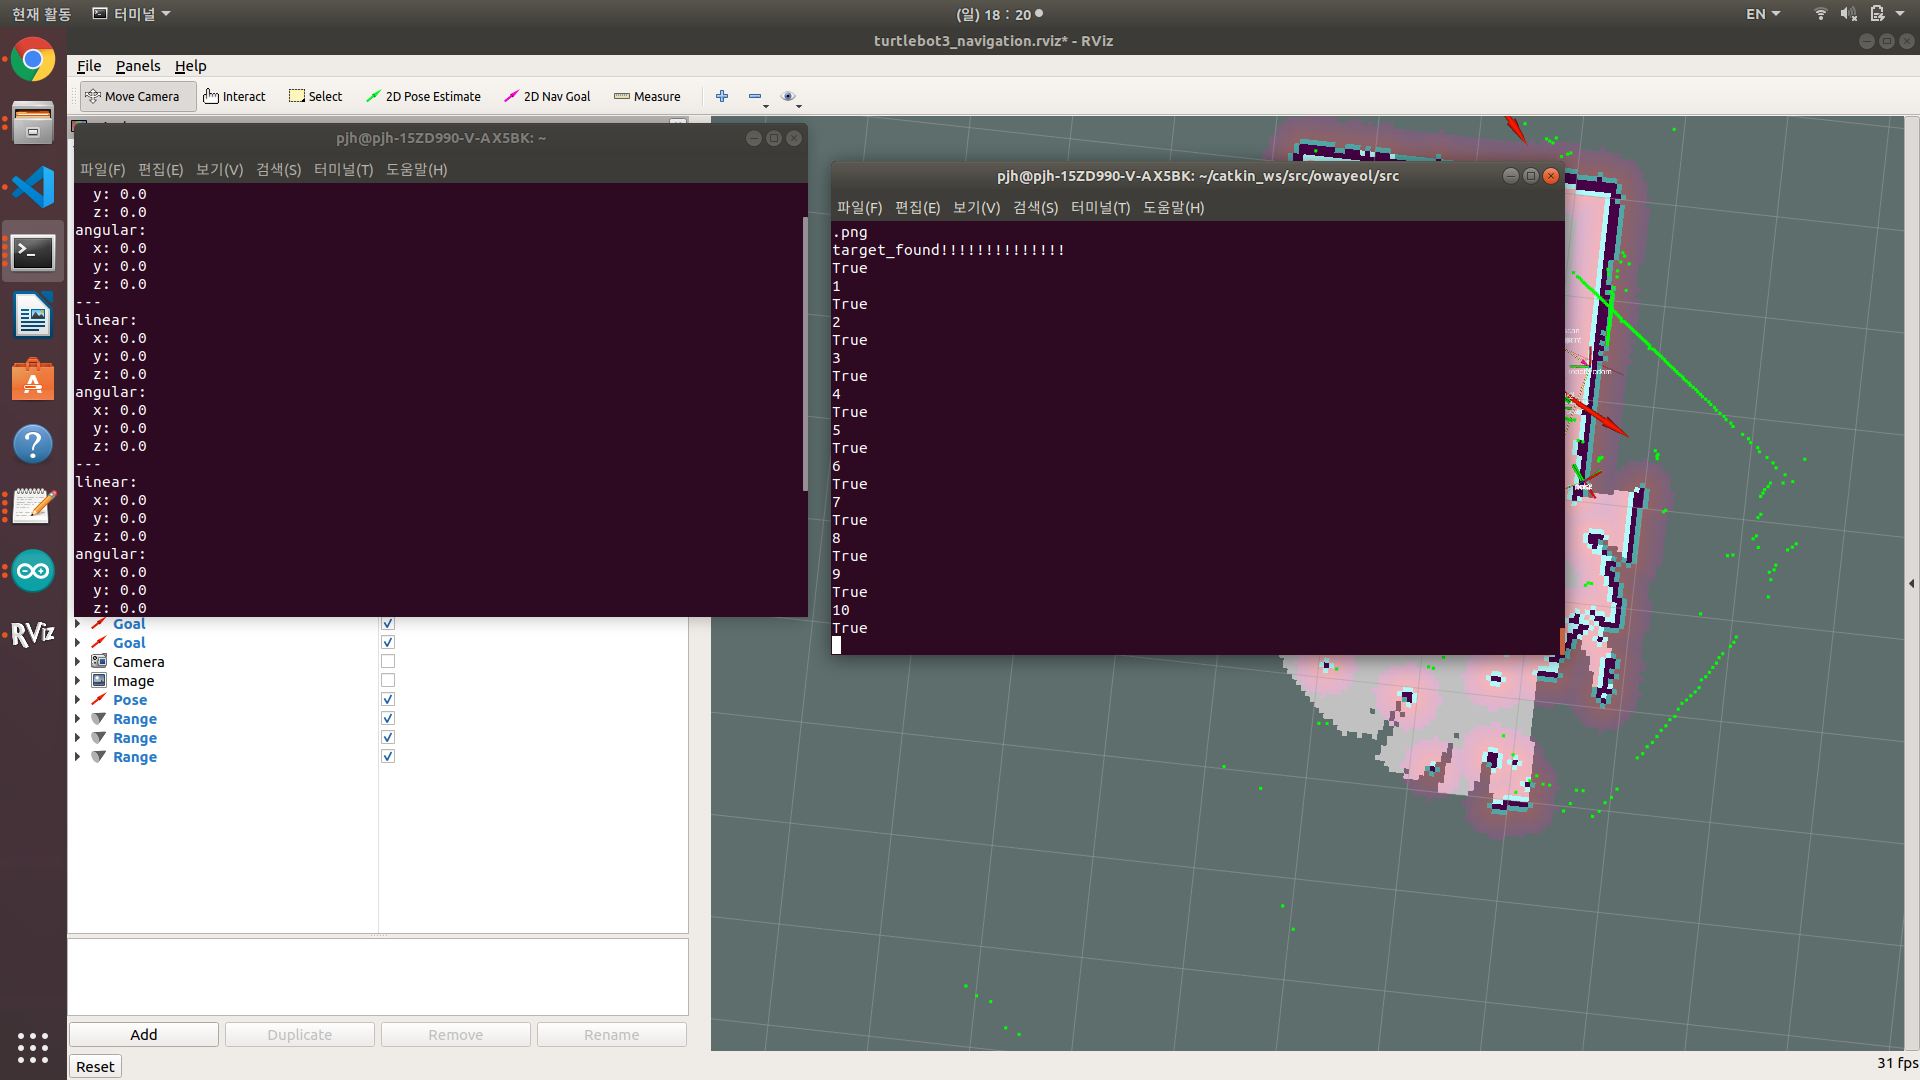 현재 활동
터미널
(일) 18 : 20
EN
turtlebot3_navigation.rviz* - RViz
File Panels Help
Move Camera
Interact
Select
2D Pose Estimate
2D Nav Goal
Measure
pjh@pjh-15ZD990-V-AX5BK: ~
파일(F) 편집(E) 보기(V) 검색(S) 터미널(T) 도움말(H)
y: 0.0
z: 0.0
angular:
x: 0.0
y: 0.0
z: 0.0
---
linear:
x: 0.0
y: 0.0
z: 0.0
angular:
x: 0.0
y: 0.0
z: 0.0
---
linear:
x: 0.0
y: 0.0
z: 0.0
angular:
x: 0.0
y: 0.0
z: 0.0
pjh@pjh-15ZD990-V-AX5BK: ~/catkin_ws/src/owayeol/src
파일(F) 편집(E) 보기(V) 검색(S) 터미널(T) 도움말(H)
.png
target_found!!!!!!!!!!!!!!
True
1
True
2
True
3
True
4
True
5
True
6
True
7
True
8
True
9
True
10
True
Goal
Goal
Camera
Image
Pose
Range
Range
Range
Add
Duplicate
Remove
Rename
Reset
31 fps
RViz